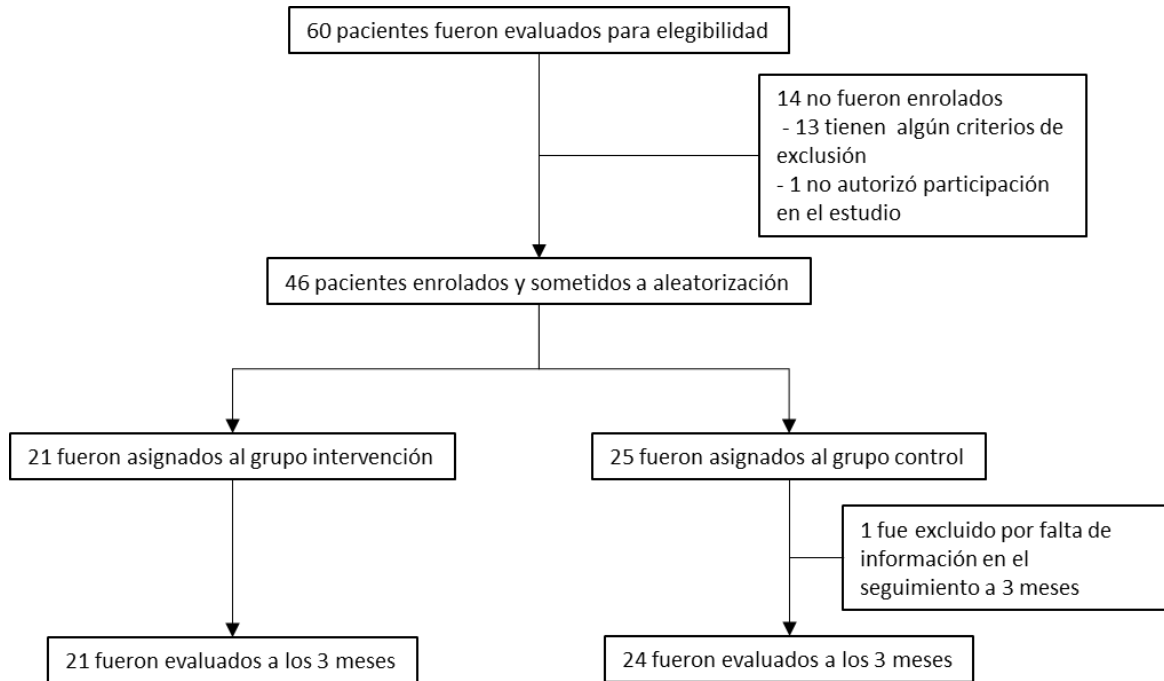 60 pacientes fueron evaluados para elegibilidad
14 no fueron enrolados
- 13 tienen algún criterios de
exclusión
- 1 no autorizó participación
en el estudio
46 pacientes enrolados y sometidos a aleatorización
21 fueron asignados al grupo intervención
25 fueron asignados al grupo control
1 fue excluido por falta de
información en el
seguimiento a 3 meses
21 fueron evaluados a los 3 meses
24 fueron evaluados a los 3 meses